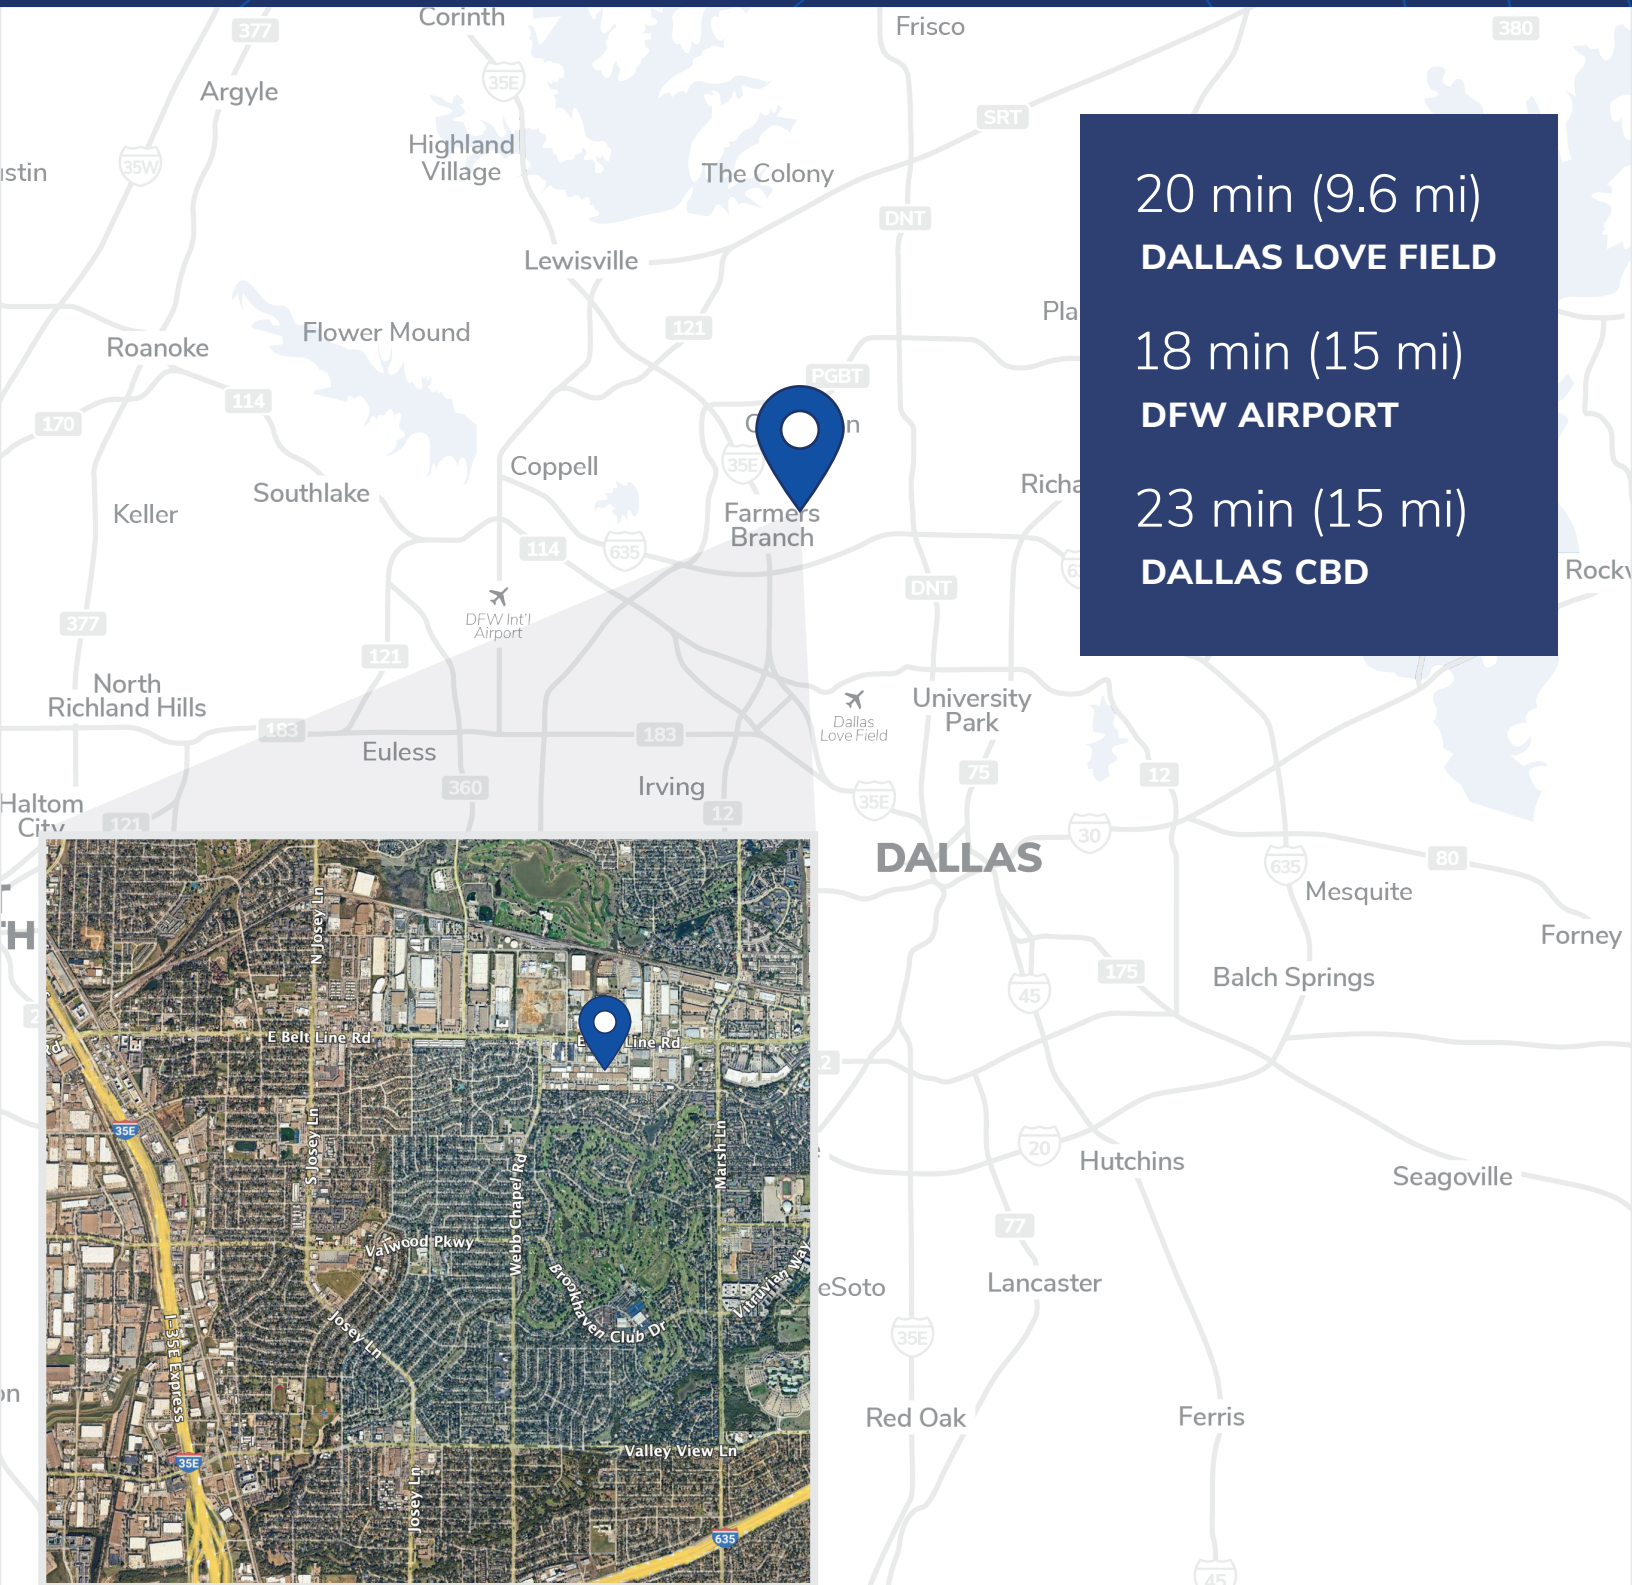 Corinth
377
Frisco
380
35E
Argyle
SRT
Highland
Village
35W
The Colony
DNT
20 min (9.6 mi)
DALLAS LOVE FIELD
18 min (15 mi)
DFW AIRPORT
23 min (15 mi)
DALLAS CBD
Lewisville
121
Flower Mound
Roanoke
PGBT
114
170
35E
Coppell
Southlake
Keller
Farmers
Branch
114
635
DFW Int'l
Airport
DNT
377
121
North
Richland Hills
Dallas
Love Field
University
Park
183
183
Euless
75
12
360
Irving
35E
12
Haltom
City
121
30
DALLAS
635
80
Mesquite
Forney
175
Balch Springs
45
N Josey Ln
E Belt Line Rd
Line Rd
35E
S Josey Ln
Marsh Ln
Webb Chapel Rd
Valwood Pkwy
Brookhaven Club Dr
Vitruvian Way
Josey Ln
I-35E Express
Valley View Ln
35E
Josey Ln
635
20
Hutchins
Seagoville
77
Lancaster
35E
Red Oak
Ferris
45